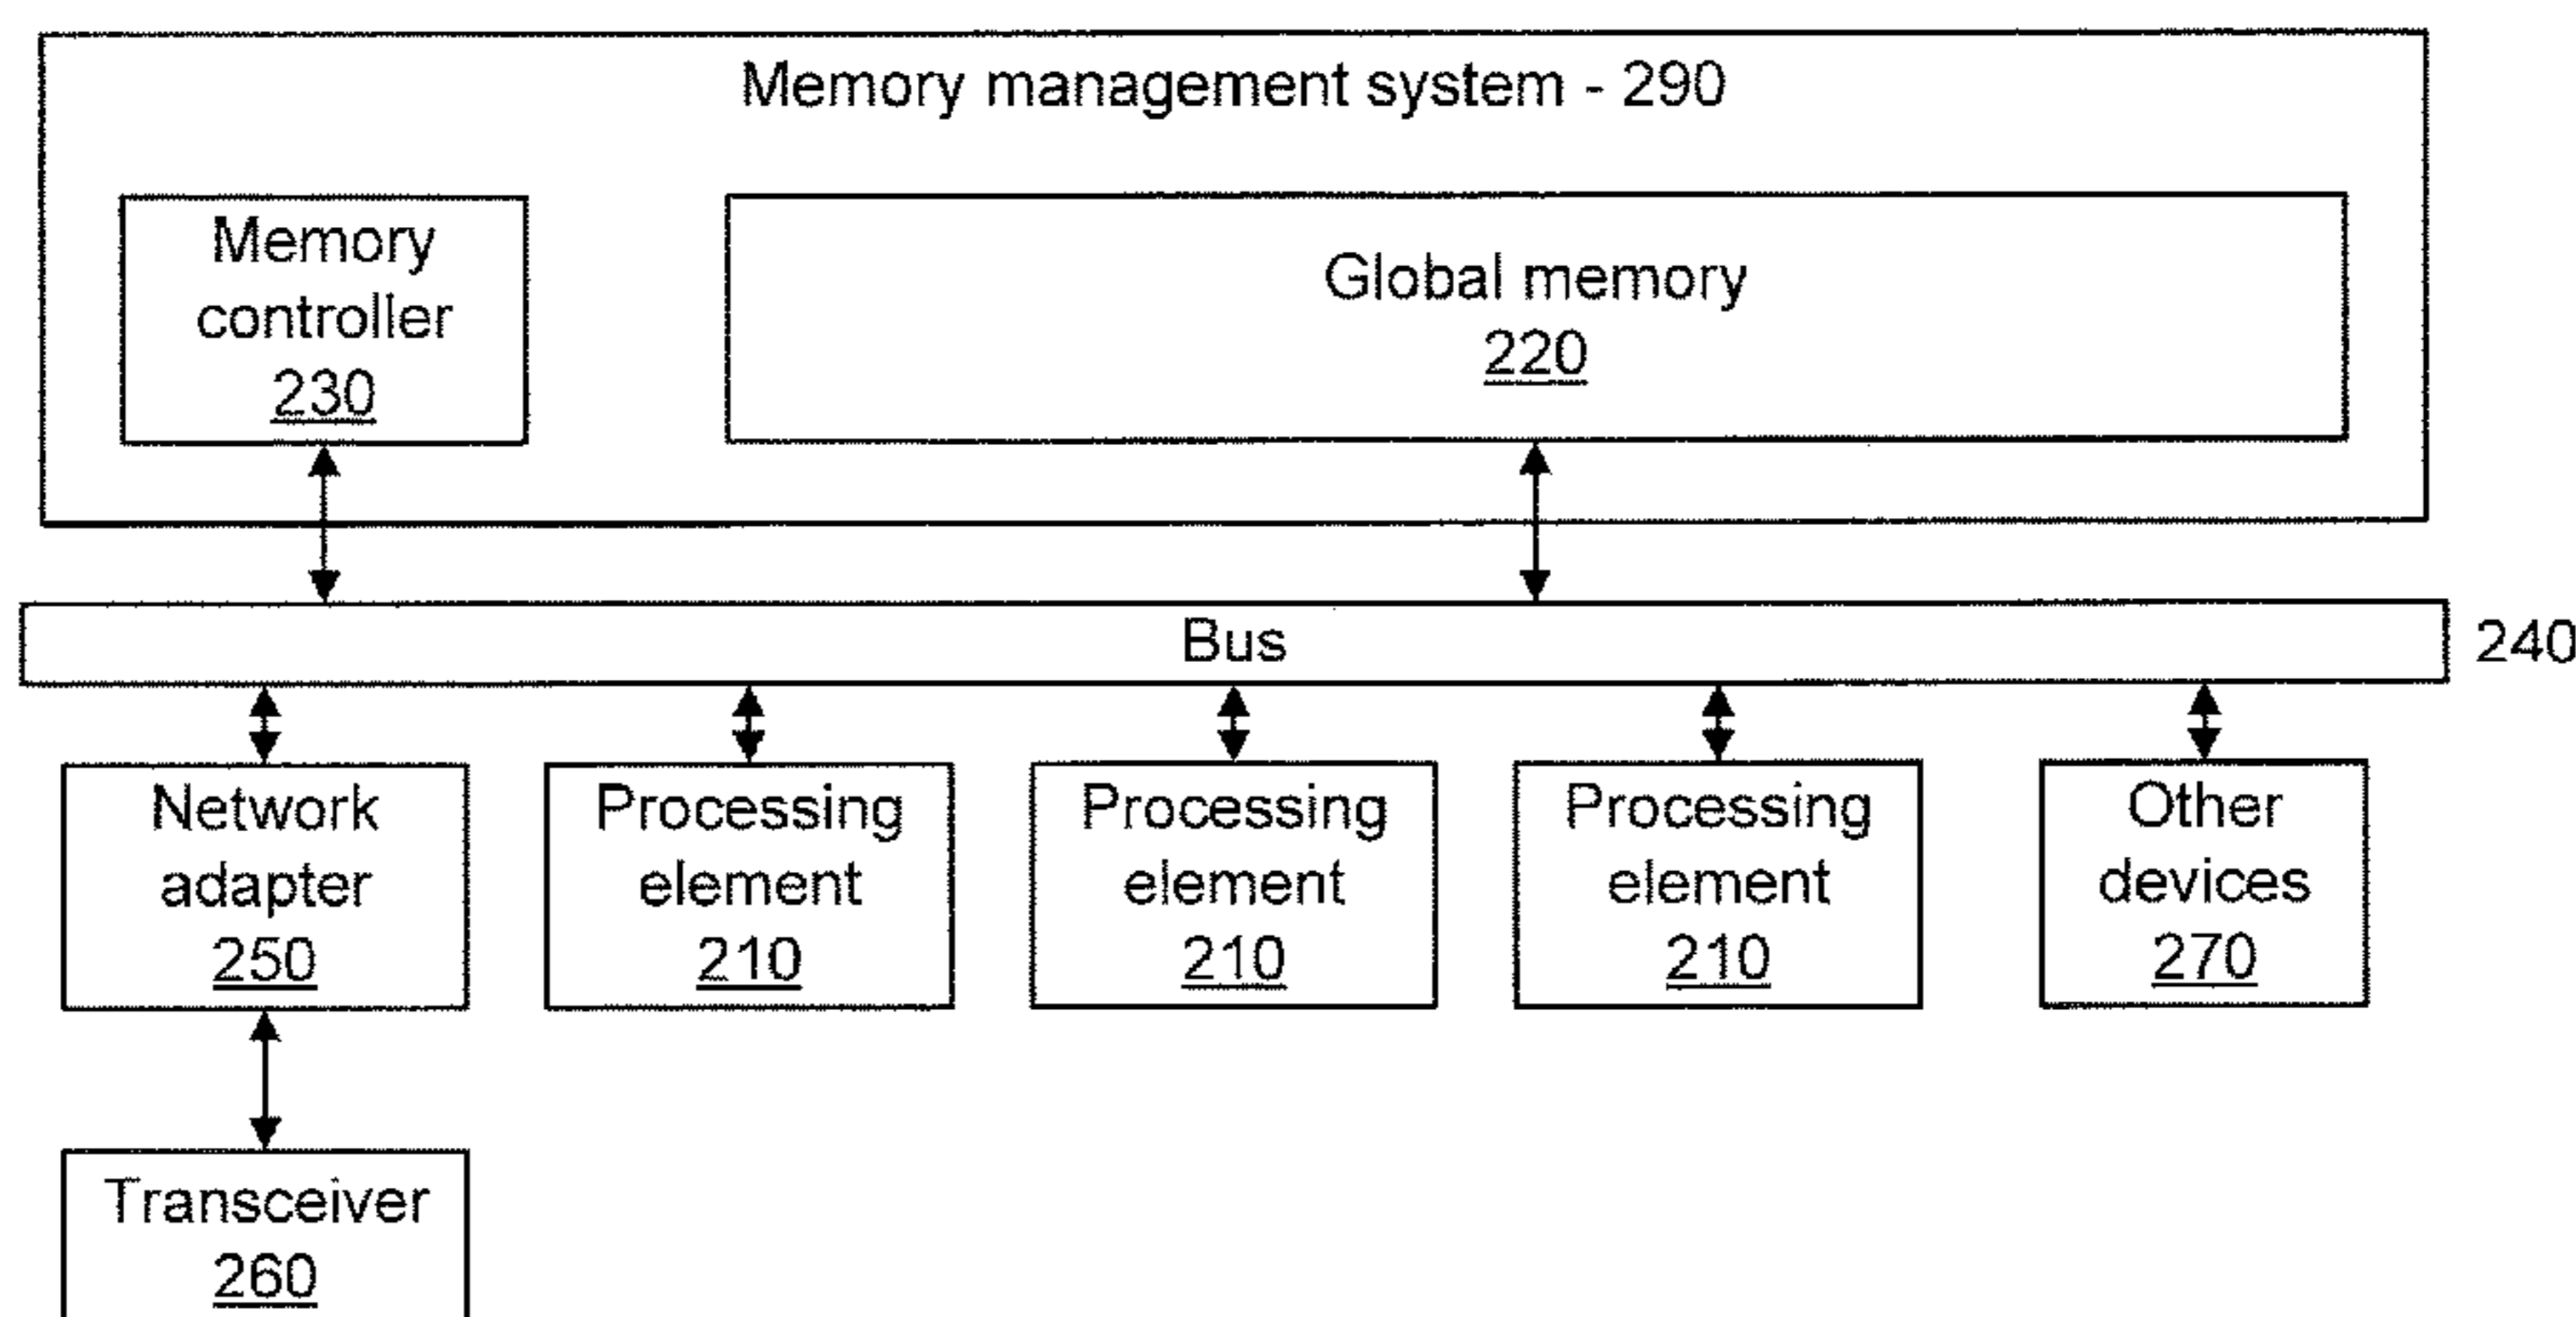 Memory management system - 290
Memory
controller
230
Global memory
220
Bus
240
Network
adapter
250
Processing
element
210
Processing
element
210
Processing
element
210
Other
devices
270
Transceiver
260